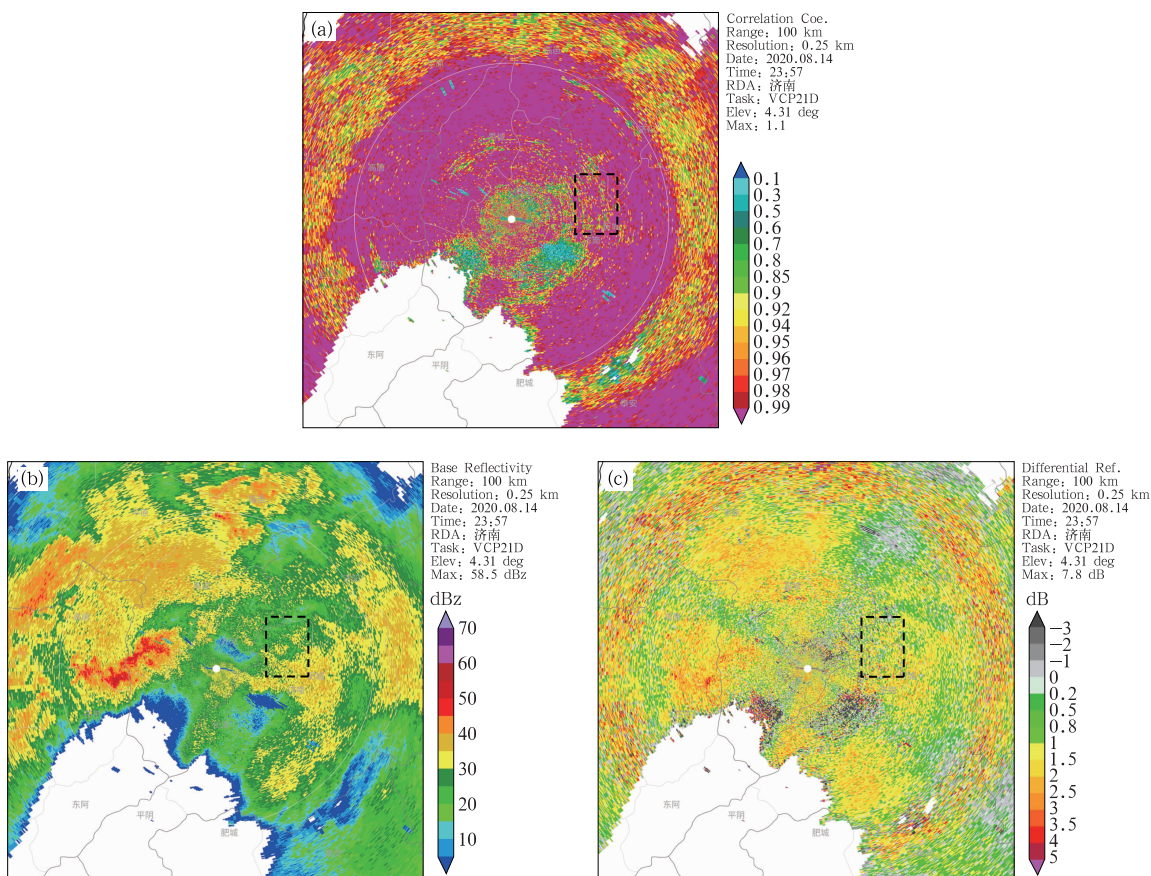 (a)
Correlation Coe.
Range: 100 km
Resolution: 0.25 km
Date: 2020.08.14
Time: 23:57
RDA: 济南
Task: VCP21D
Elev: 4.31 deg
Max: 1.1
0.1
0.3
0.5
0.6
0.7
0.8
0.85
0.9
0.92
0.94
0.95
0.96
0.97
0.98
0.99
东阿
平阴
肥城
泰安
(b)
Base Reflectivity
Range: 100 km
Resolution: 0.25 km
Date: 2020.08.14
Time: 23:57
RDA: 济南
Task: VCP21D
Elev: 4.31 deg
Max: 58.5 dBz
dBz
70
60
50
40
30
20
10
东阿
平阴
肥城
(c)
Differential Ref.
Range: 100 km
Resolution: 0.25 km
Date: 2020.08.14
Time: 23:57
RDA: 济南
Task: VCP21D
Elev: 4.31 deg
Max: 7.8 dB
dB
−3
−2
−1
0
0.2
0.5
0.8
1
1.5
2
2.5
3
3.5
4
5
东阿
平阴
肥城